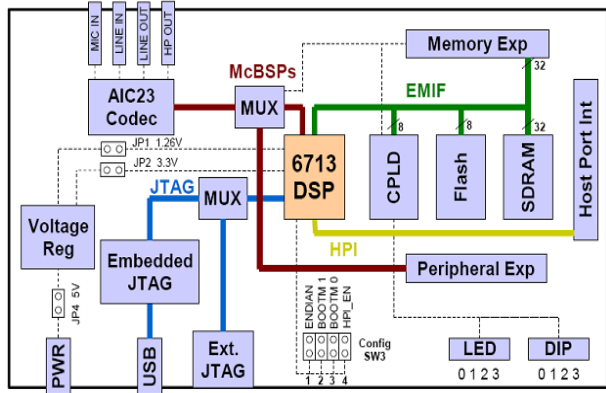 MIC IN
LINE IN
LINE OUT
HP OUT
AIC23
Codec
McBSPs
MUX
Memory Exp
32
EMIF
8
8
32
JP1 1.26V
JP2 3.3V
6713
DSP
CPLD
Flash
SDRAM
Host Port Int
JTAG
MUX
Voltage
Reg
HPI
Embedded
JTAG
Peripheral Exp
JP4 5V
ENDIAN
BOOTM 1
BOOTM 0
HPI_EN
Config
SW3
1 2 3 4
PWR
USB
Ext.
JTAG
LED
DIP
0 1 2 3
0 1 2 3